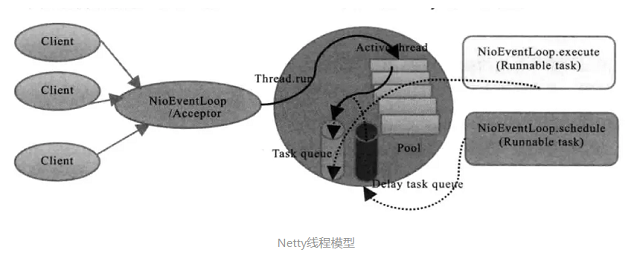 Client
Client
Client
NioEventLoop
/Acceptor
Thread.run
Active thread
Pool
Task queue
Delay task queue
NioEventLoop.execute
(Runnable task)
NioEventLoop.schedule
(Runnable task)
Netty线程模型